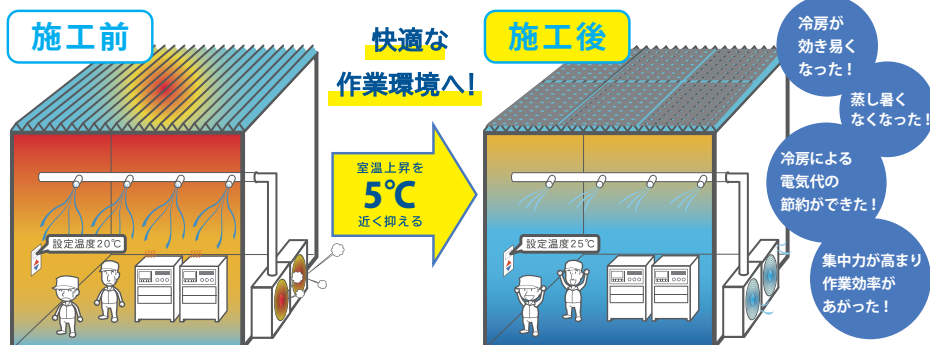 施工前
設定温度20℃
快適な
作業環境へ!
室温上昇を
5℃
近く抑える
施工後
設定温度25℃
冷房が
効き易く
なった!
蒸し暑く
なくなった!
冷房による
電気代の
節約ができた!
集中力が高まり
作業効率が
あがった!